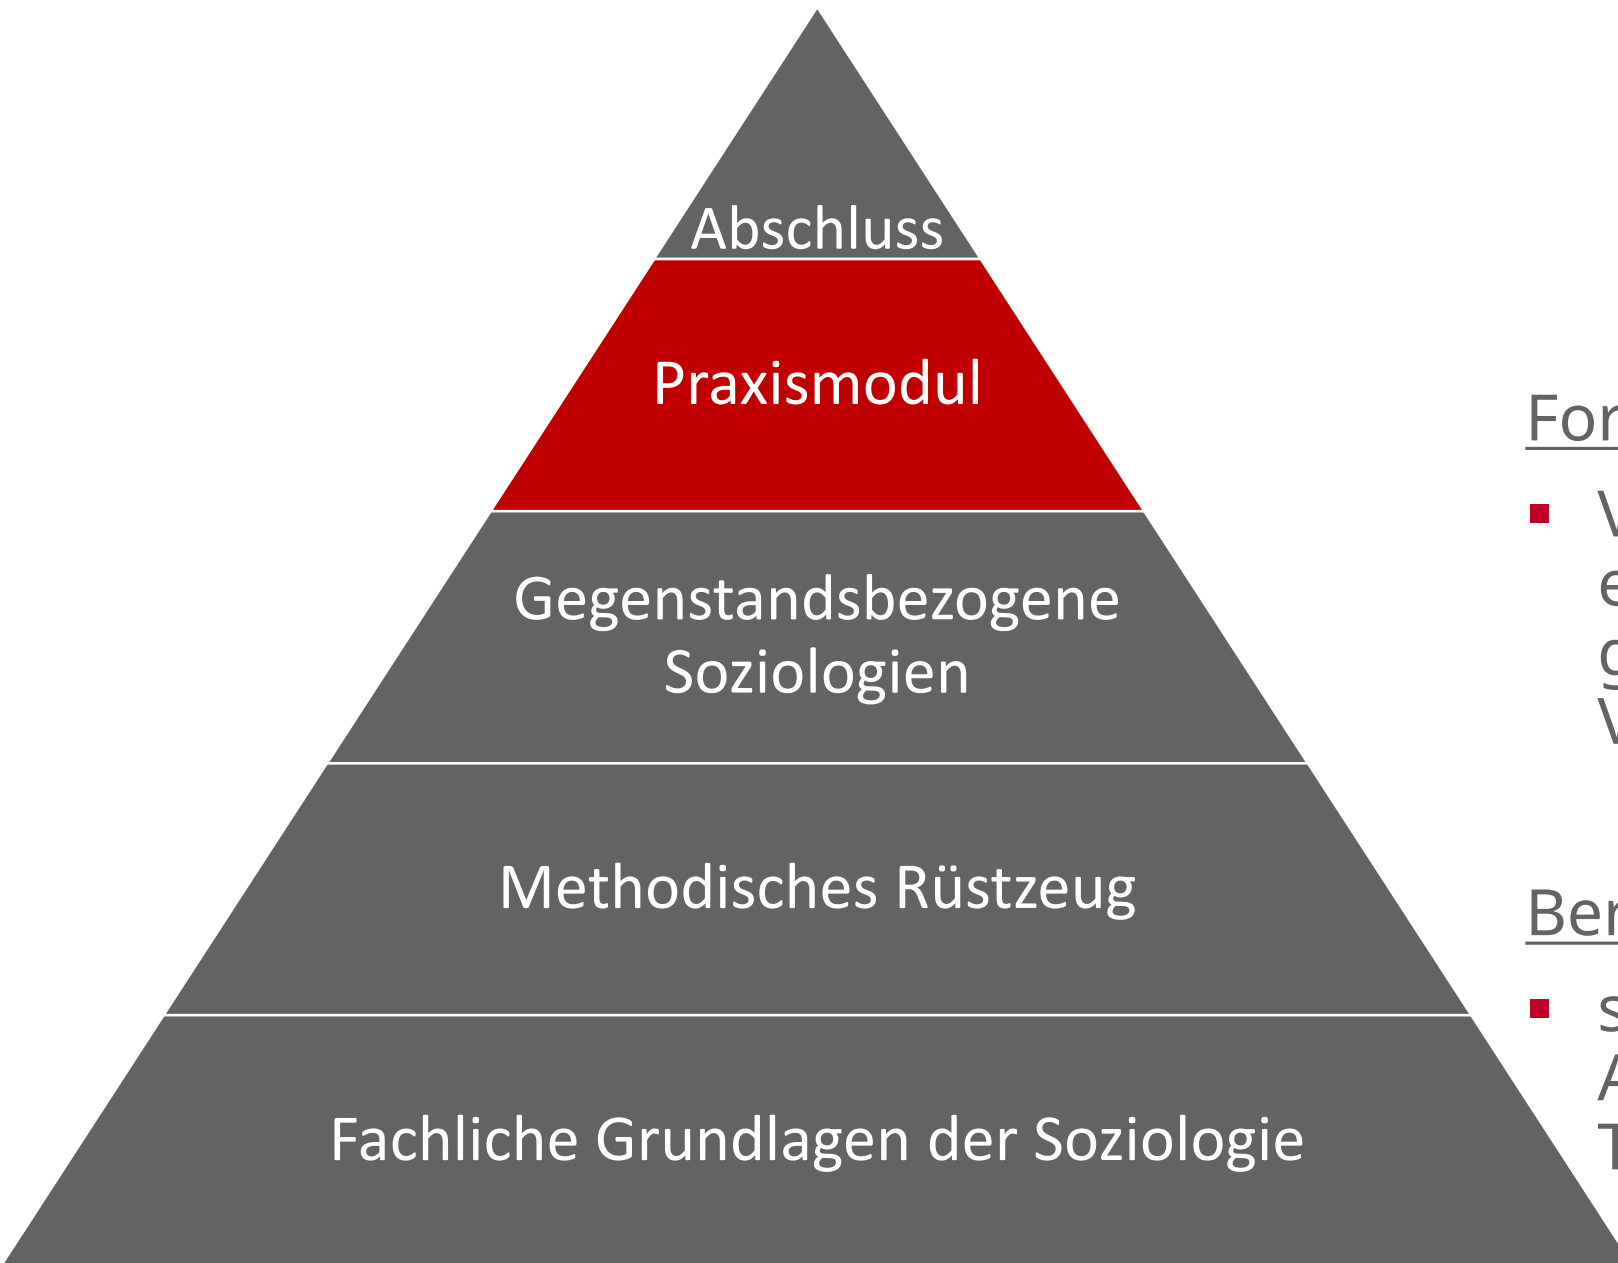 Abschluss
Praxismodul
Gegenstandsbezogene
Soziologien
Methodisches Rüstzeug
Fachliche Grundlagen der Soziologie